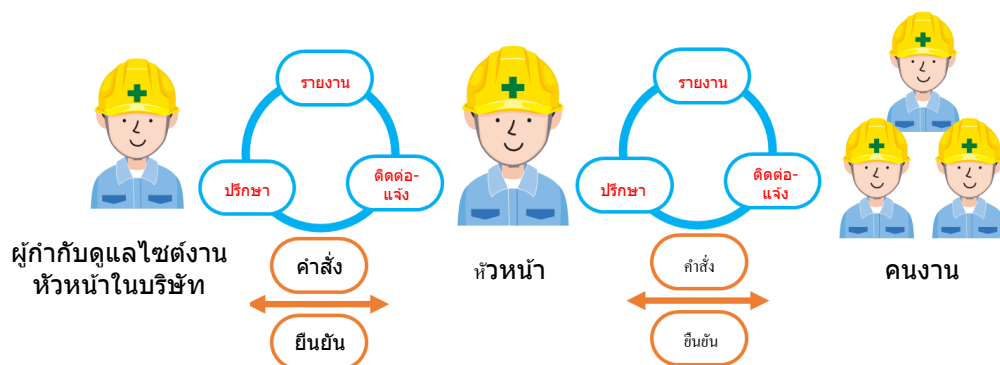 รายงาน
ปรึกษา
ติดต่อ-
แจ้ง
รายงาน
ปรึกษา
ติดต่อ-
แจ้ง
ผู้กำกับดูแลไซต์งาน
หัวหน้าในบริษัท
คำสั่ง
ยืนยัน
หัวหน้า
คำสั่ง
ยืนยัน
คนงาน